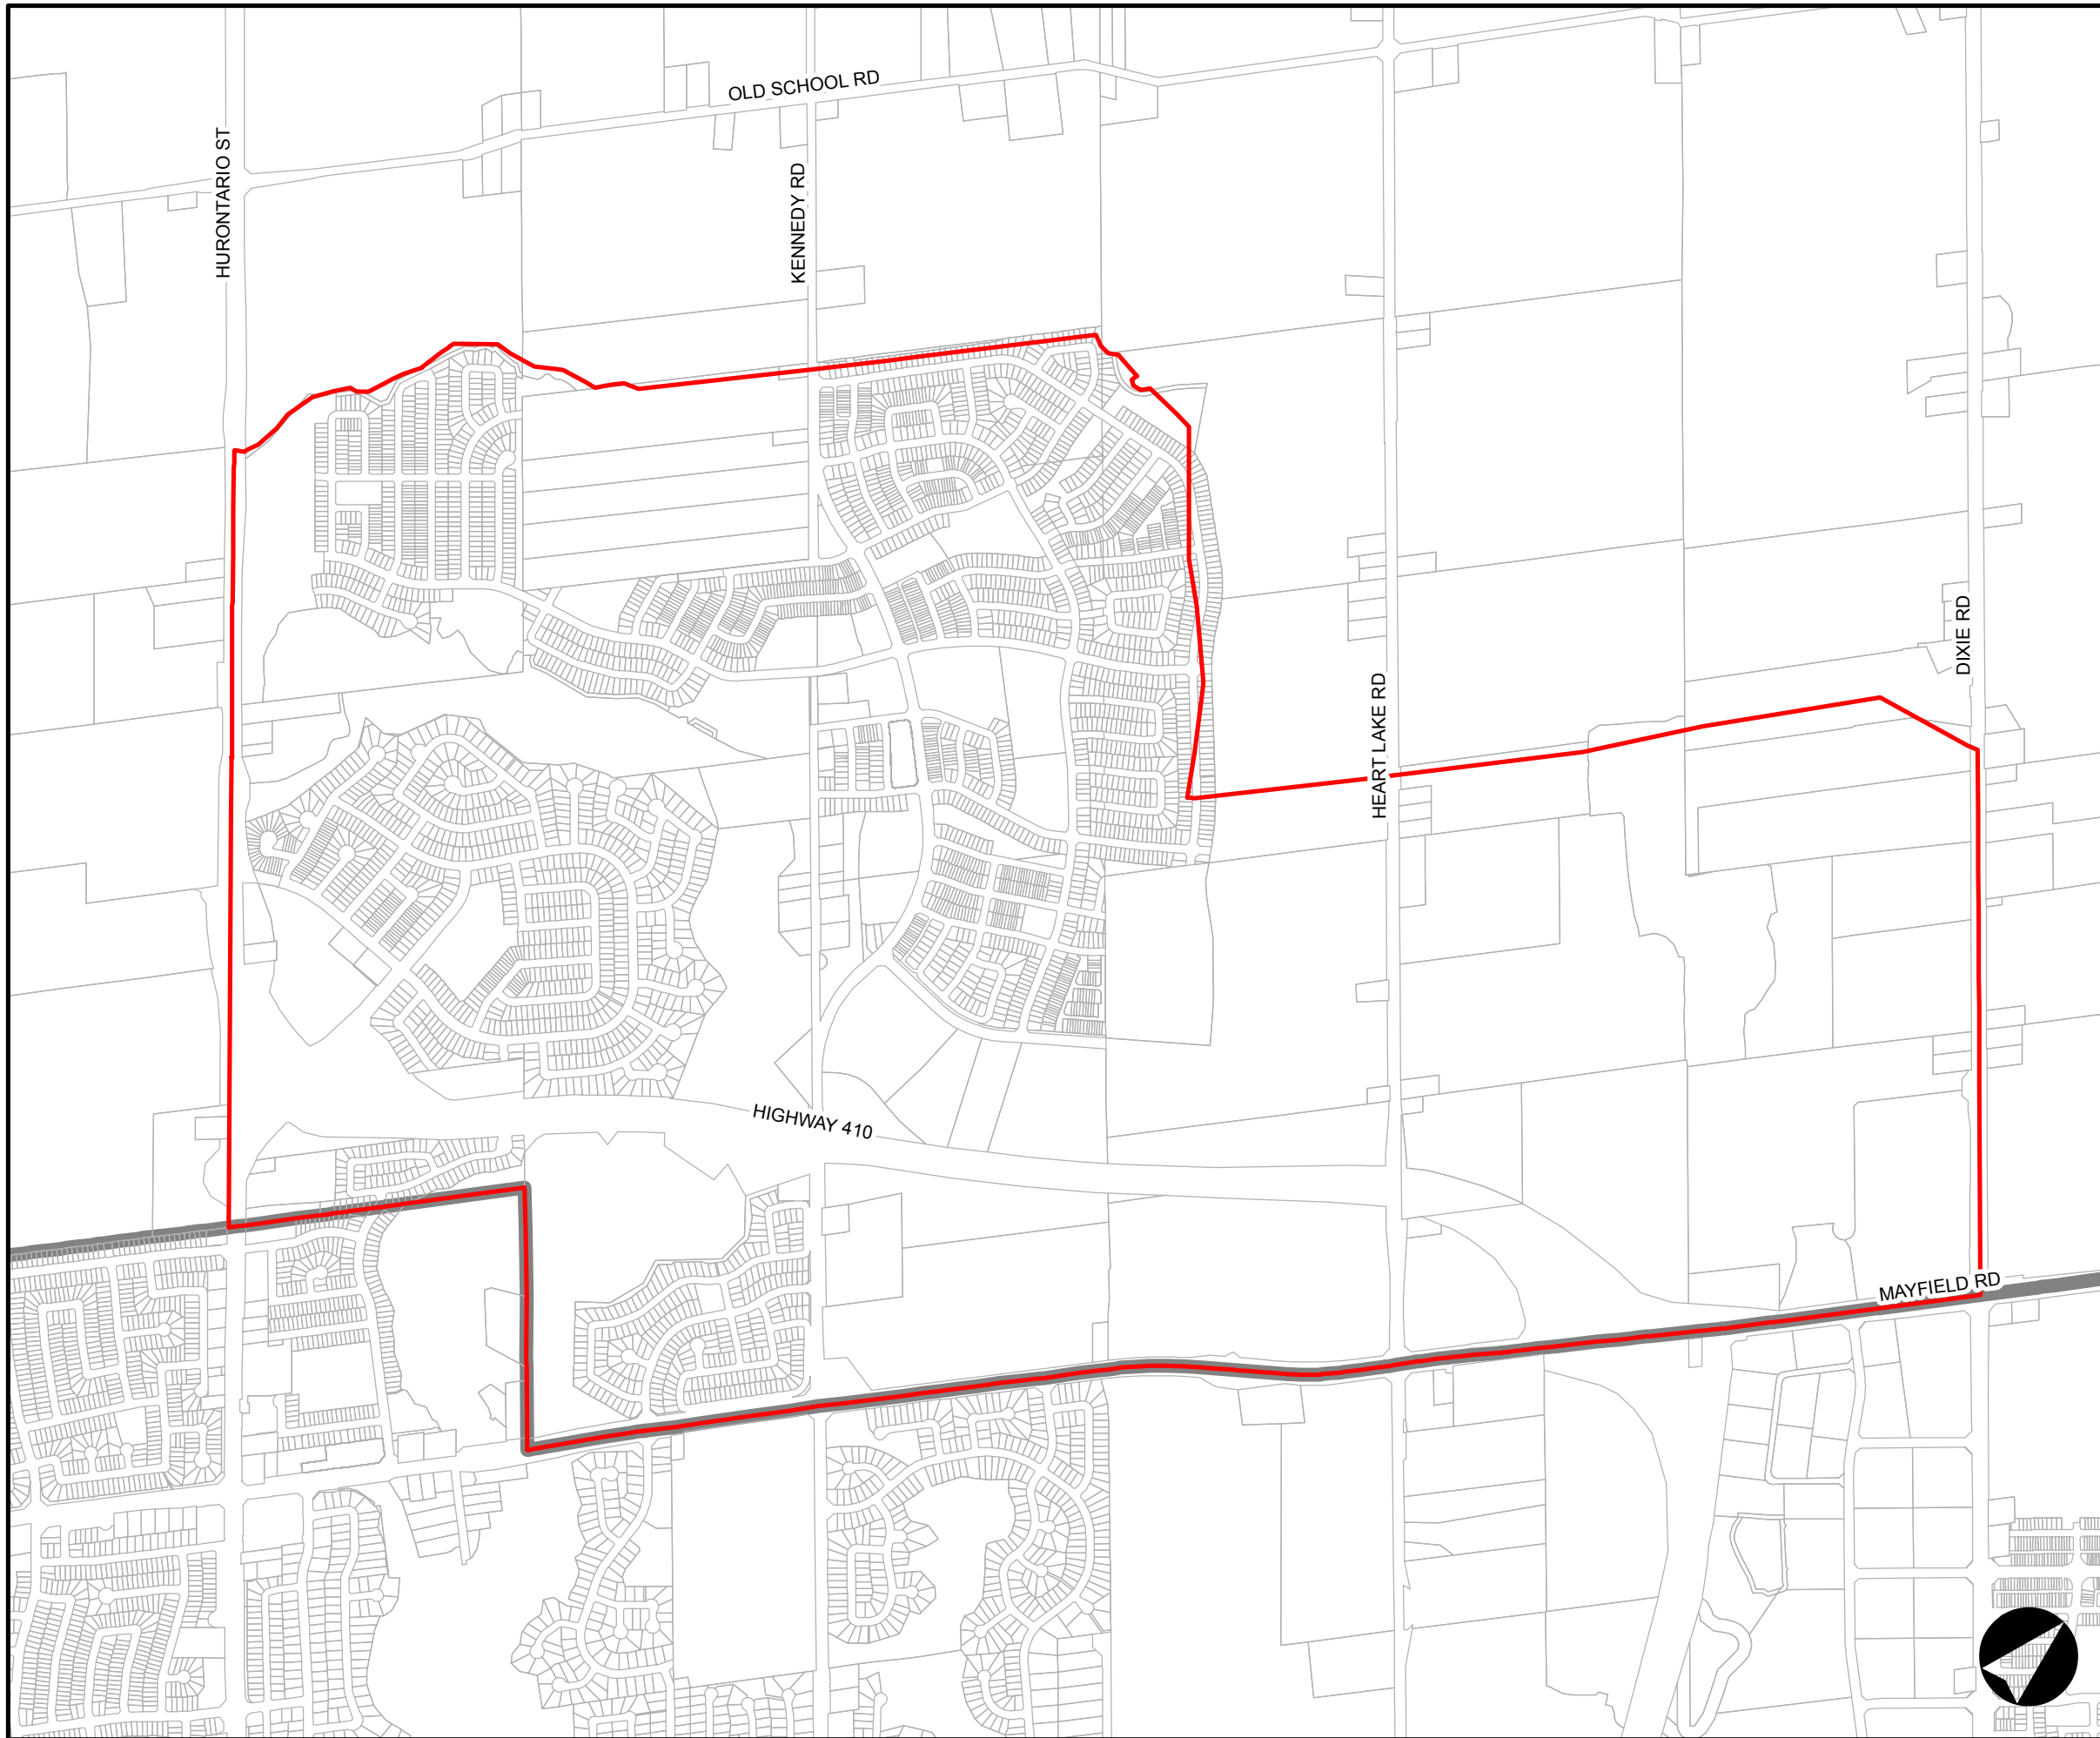 OLD SCHOOL RD
HURONTARIO ST
KENNEDY RD
DIXIE RD
HEART LAKE RD
HIGHWAY 410
MAYFIELD RD